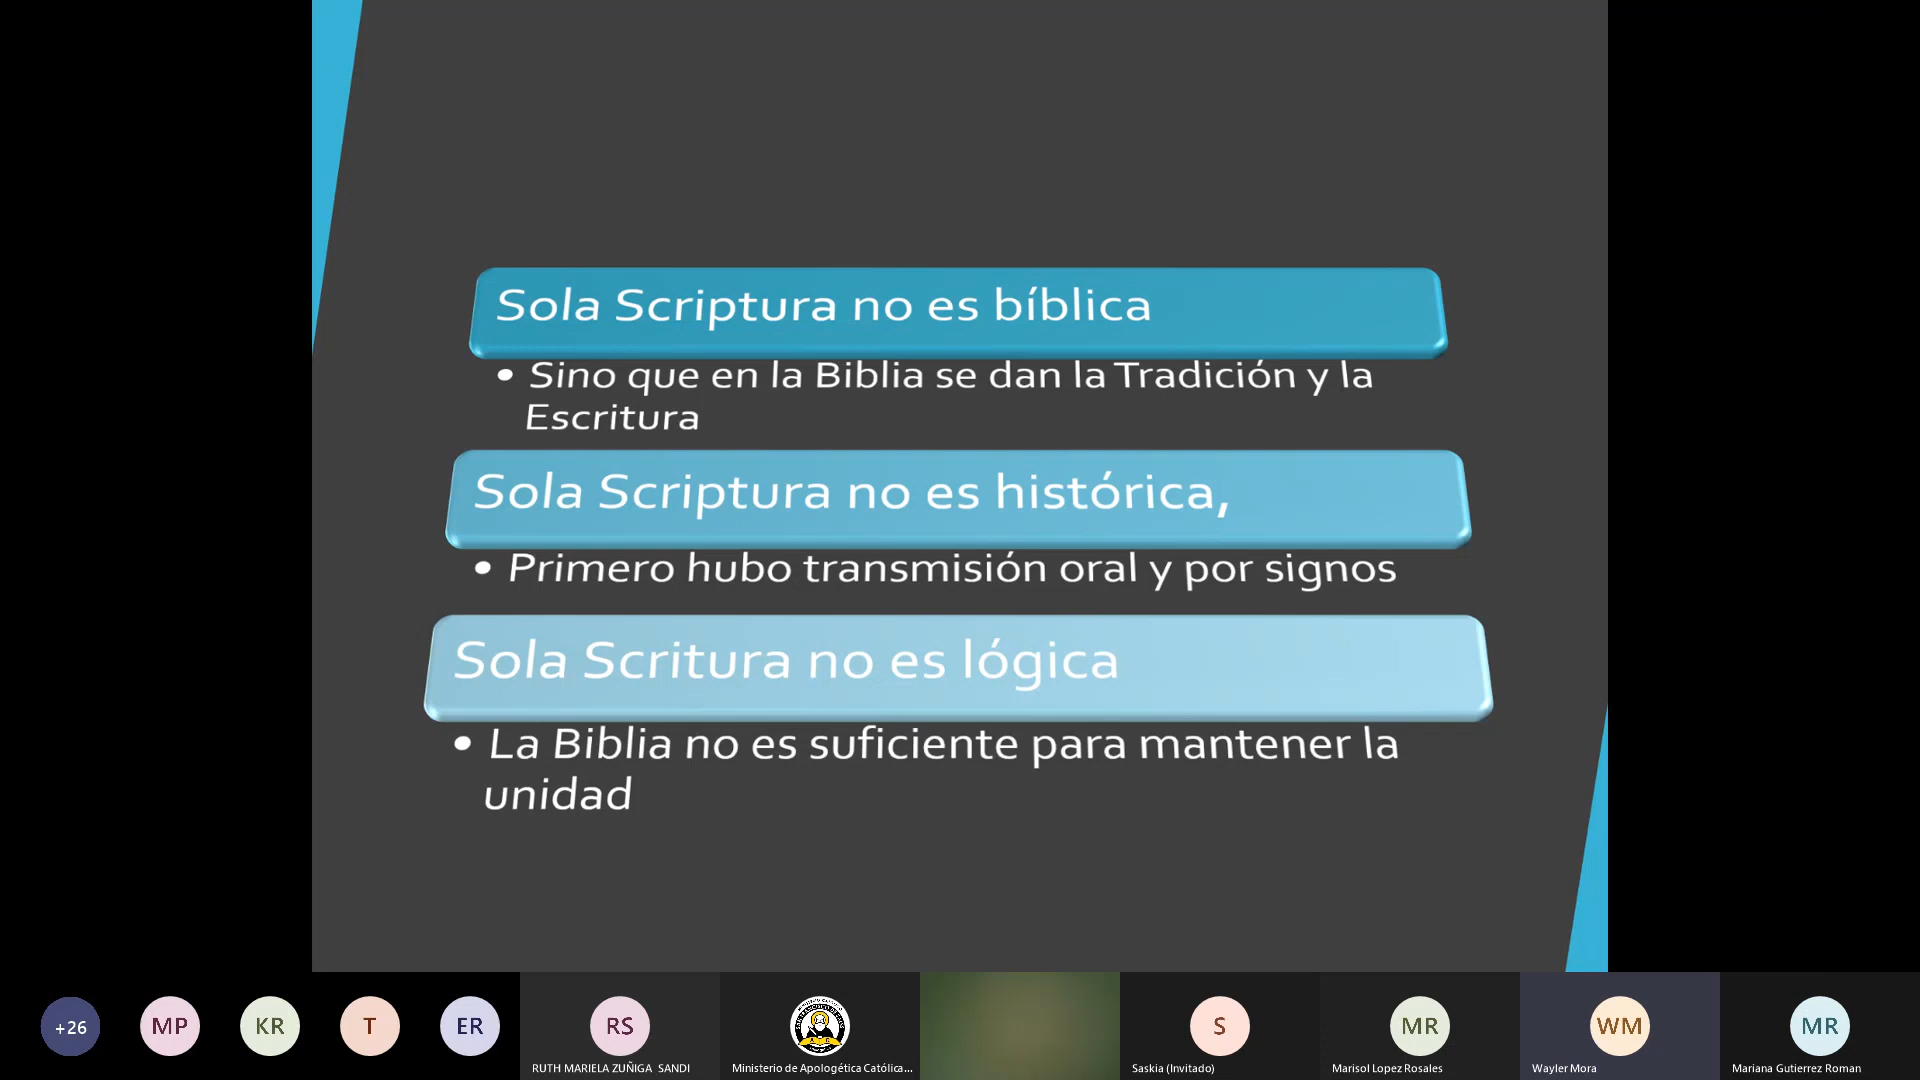 Sola Scriptura no es bíblica
• Sino que en la Biblia se dan la Tradición y la
Escritura
Sola Scriptura no es histórica,
• Primero hubo transmisión oral y por signos
Sola Scritura no es lógica
• La Biblia no es suficiente para mantener la
unidad
+26
MP
KR
T
ER
RS
RUTH MARIELA ZUÑIGA SANDI
Ministerio de Apologética Católica...
S
Saskia (Invitado)
MR
Marisol Lopez Rosales
WM
Wayler Mora
MR
Mariana Gutierrez Roman